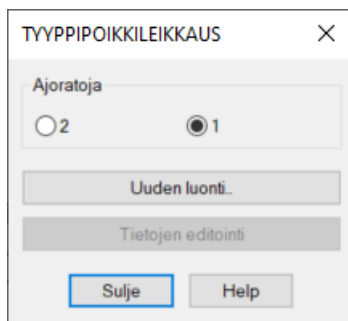 TYYPPIPOIKKILEIKKAUS
Ajoratoja
2 1
Uuden luonti..
Tietojen editointi
Sulje Help